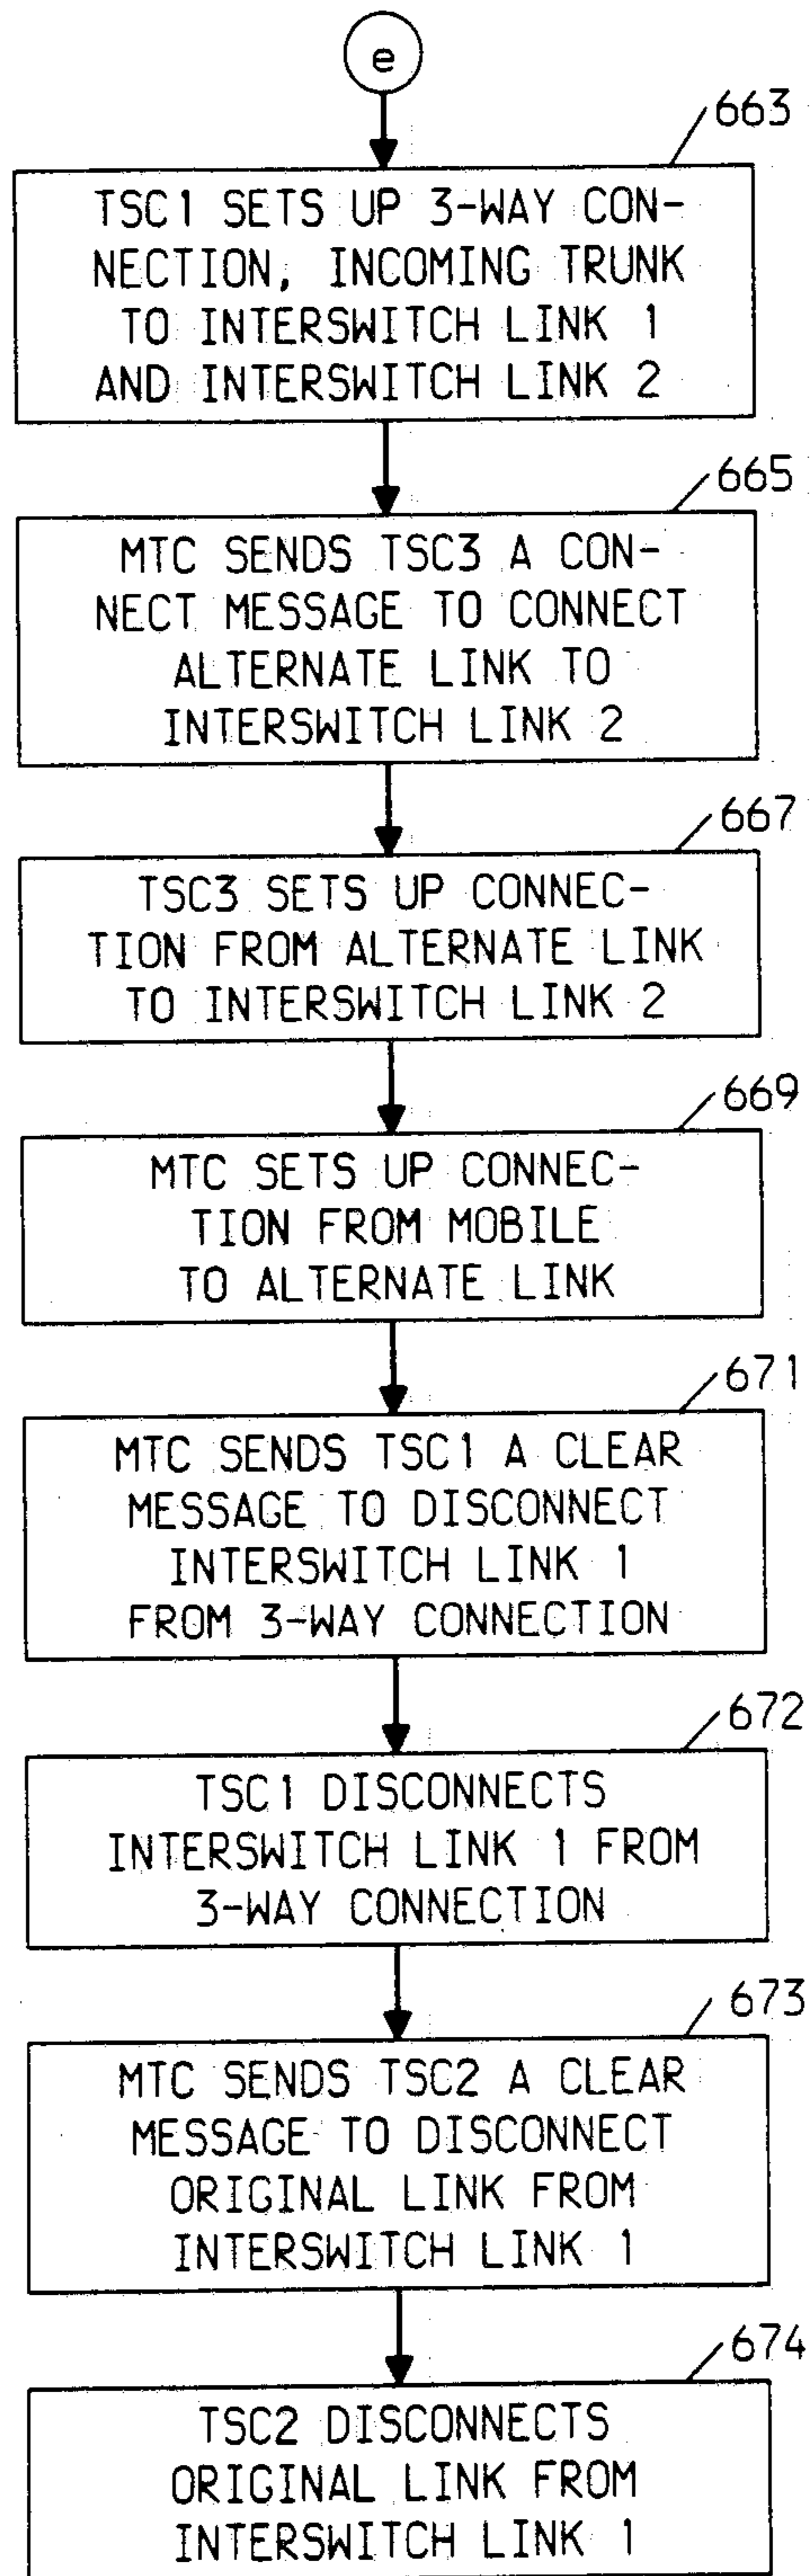 e
663
TSC1 SETS UP 3-WAY CON-
NECTION, INCOMING TRUNK
TO INTERSWITCH LINK 1
AND INTERSWITCH LINK 2
665
MTC SENDS TSC3 A CON-
NECT MESSAGE TO CONNECT
ALTERNATE LINK TO
INTERSWITCH LINK 2
667
TSC3 SETS UP CONNEC-
TION FROM ALTERNATE LINK
TO INTERSWITCH LINK 2
669
MTC SETS UP CONNEC-
TION FROM MOBILE
TO ALTERNATE LINK
671
MTC SENDS TSC1 A CLEAR
MESSAGE TO DISCONNECT
INTERSWITCH LINK 1
FROM 3-WAY CONNECTION
672
TSC1 DISCONNECTS
INTERSWITCH LINK 1 FROM
3-WAY CONNECTION
673
MTC SENDS TSC2 A CLEAR
MESSAGE TO DISCONNECT
ORIGINAL LINK FROM
INTERSWITCH LINK 1
674
TSC2 DISCONNECTS
ORIGINAL LINK FROM
INTERSWITCH LINK 1